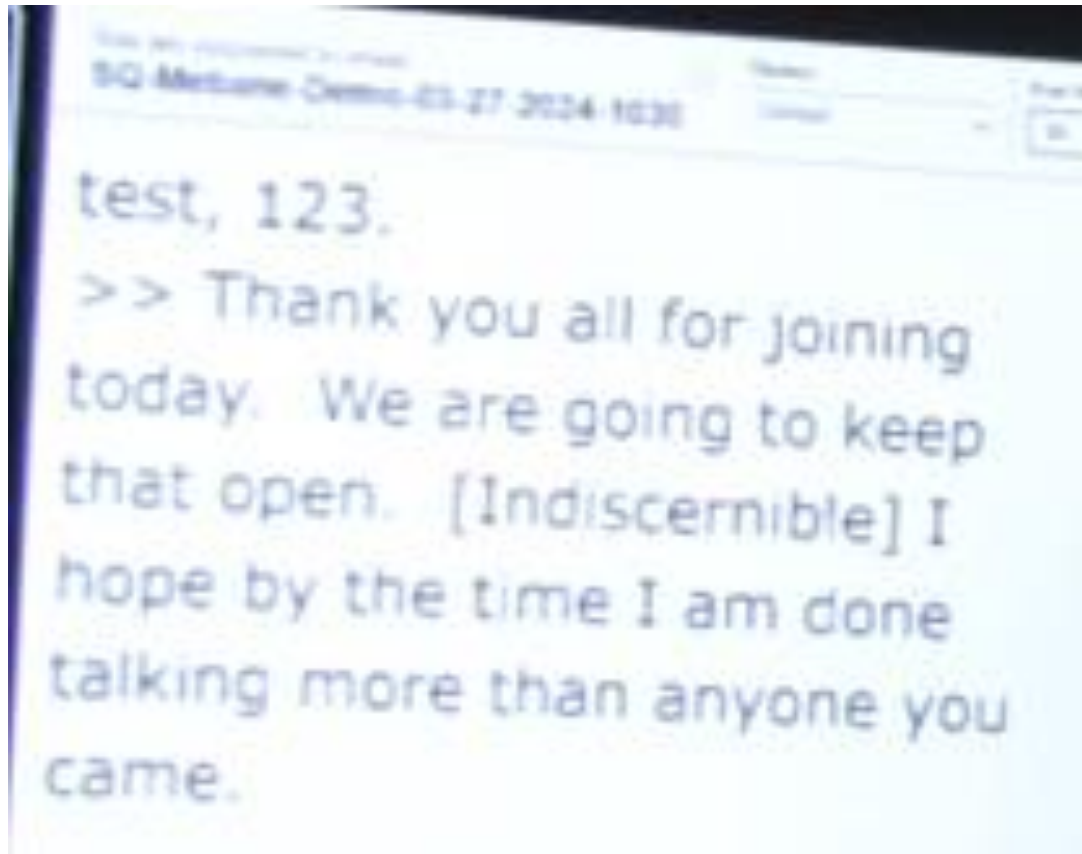 test, 123.
>> Thank you all for joining
today. We are going to keep
that open. [Indiscernible] I
hope by the time I am done
talking more than anyone you
came.